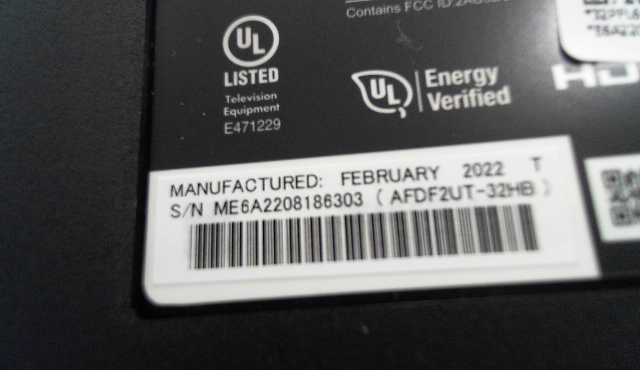 Contains FCC ID:
UL
LISTED
Television
Equipment
E471229
UL
Energy
Verified
MANUFACTURED: FEBRUARY 2022 T
S/N ME6A2208186303 (AFDF2UT-32HB)